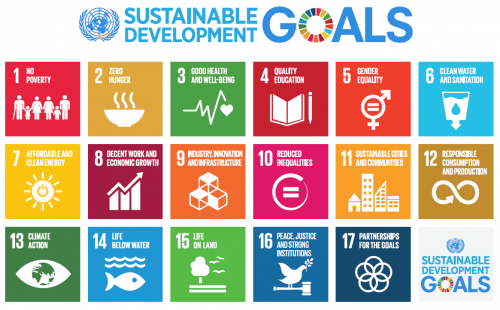 SUSTAINABLE
DEVELOPMENT
GOALS
1 NO
POVERTY
2 ZERO
HUNGER
3 GOOD HEALTH
AND WELL-BEING
4 QUALITY
EDUCATION
5 GENDER
EQUALITY
6 CLEAN WATER
AND SANITATION
7 AFFORDABLE AND
CLEAN ENERGY
8 DECENT WORK AND
ECONOMIC GROWTH
9 INDUSTRY, INNOVATION
AND INFRASTRUCTURE
10 REDUCED
INEQUALITIES
11 SUSTAINABLE CITIES
AND COMMUNITIES
12 RESPONSIBLE
CONSUMPTION
AND PRODUCTION
13 CLIMATE
ACTION
14 LIFE
BELOW WATER
15 LIFE
ON LAND
16 PEACE, JUSTICE
AND STRONG
INSTITUTIONS
17 PARTNERSHIPS
FOR THE GOALS
SUSTAINABLE
DEVELOPMENT
GOALS